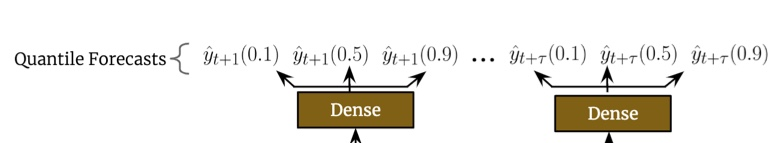 Quantile Forecasts { ŷₜ₊₁(0.1) ŷₜ₊₁(0.5) ŷₜ₊₁(0.9) ... ŷₜ₊τ(0.1) ŷₜ₊τ(0.5) ŷₜ₊τ(0.9)
Dense Dense